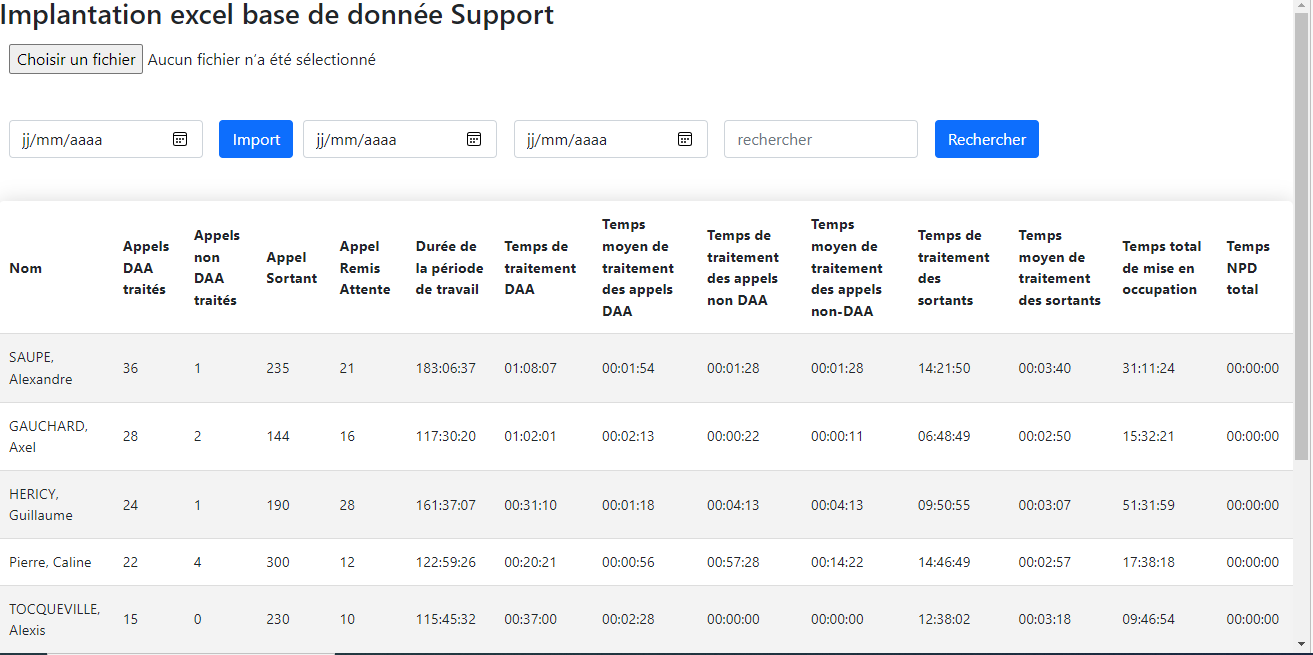 Implantation excel base de donnée Support
Choisir un fichier Aucun fichier n'a été sélectionné
jj/mm/aaaa Import jj/mm/aaaa jj/mm/aaaa rechercher Rechercher
Nom
Appels
DAA
traités
Appels
non
DAA
traités
Appel
Sortant
Appel
Remis
Attente
Durée de
la période
de travail
Temps de
traitement
DAA
Temps
moyen de
traitement
des appels
DAA
Temps de
traitement
des appels
non DAA
Temps
moyen de
traitement
des appels
non-DAA
Temps de
traitement
des
sortants
Temps
moyen de
traitement
des sortants
Temps total
de mise en
occupation
Temps
NPD
total
SAUPE,
Alexandre
36 1 235 21 183:06:37 01:08:07 00:01:54 00:01:28 00:01:28 14:21:50 00:03:40 31:11:24 00:00:00
GAUCHARD,
Axel
28 2 144 16 117:30:20 01:02:01 00:02:13 00:00:22 00:00:11 06:48:49 00:02:50 15:32:21 00:00:00
HERICY,
Guillaume
24 1 190 28 161:37:07 00:31:10 00:01:18 00:04:13 00:04:13 09:50:55 00:03:07 51:31:59 00:00:00
Pierre, Caline 22 4 300 12 122:59:26 00:20:21 00:00:56 00:57:28 00:14:22 14:46:49 00:02:57 17:38:18 00:00:00
TOCQUEVILLE,
Alexis
15 0 230 10 115:45:32 00:37:00 00:02:28 00:00:00 00:00:00 12:38:02 00:03:18 09:46:54 00:00:00